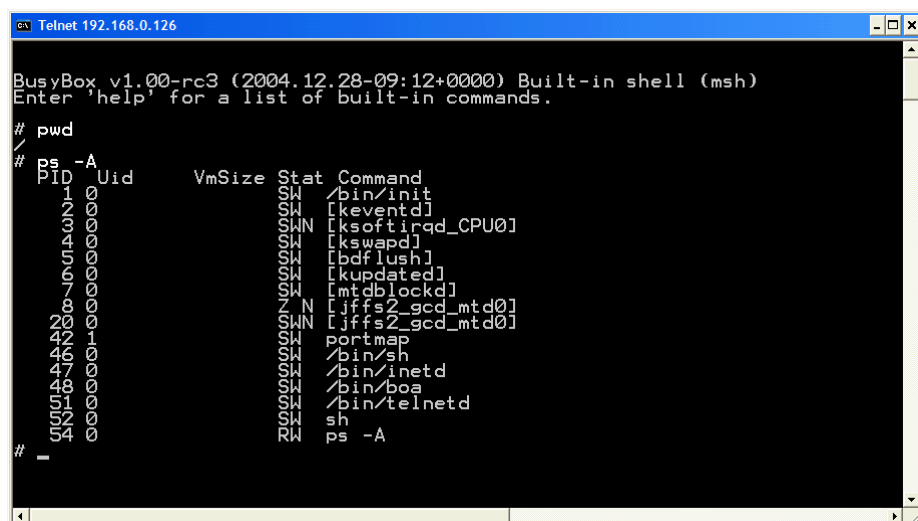 Telnet 192.168.0.126
BusyBox v1.00-rc3 (2004.12.28-09:12+0000) Built-in shell (msh)
Enter 'help' for a list of built-in commands.
# pwd
/
# ps -A
PID Uid VmSize Stat Command
1 0 SW /bin/init
2 0 SW [keventd]
3 0 SWN [ksoftirqd_CPU0]
4 0 SW [kswapd]
5 0 SW [bdflush]
6 0 SW [kupdated]
7 0 SW [mtdblockd]
8 0 Z N [jffs2_gcd_mtd0]
20 0 SWN [jffs2_gcd_mtd0]
42 1 SW portmap
46 0 SW /bin/sh
47 0 SW /bin/inetd
48 0 SW /bin/boa
51 0 SW /bin/telnetd
52 0 SW sh
54 0 RW ps -A
# _